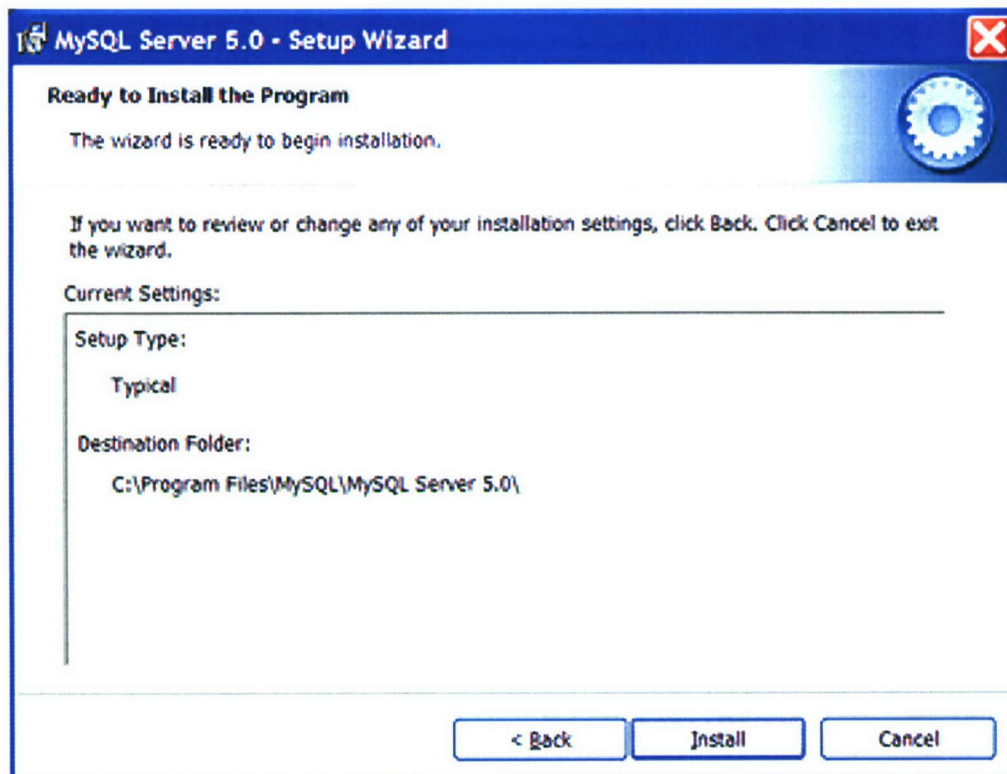 MySQL Server 5.0 - Setup Wizard
Ready to Install the Program
The wizard is ready to begin installation.
If you want to review or change any of your installation settings, click Back. Click Cancel to exit
the wizard.
Current Settings:
Setup Type:
Typical
Destination Folder:
C:\Program Files\MySQL\MySQL Server 5.0\
< Back
Install
Cancel